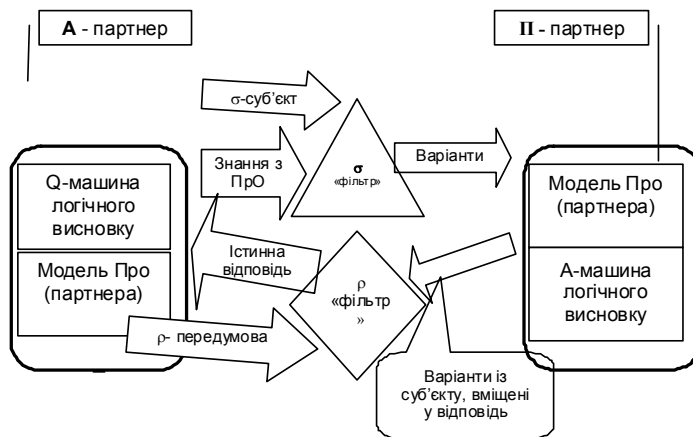 А - партнер
П - партнер
σ-суб’єкт
Знання з
ПрО
σ
«фільтр»
Варіанти
Q-машина
логічного
висновку
Модель Про
(партнера)
Істинна
відповідь
ρ
«фільтр
»
ρ- передумова
Модель Про
(партнера)
А-машина
логічного
висновку
Варіанти із
суб’єкту, вміщені
у відповідь